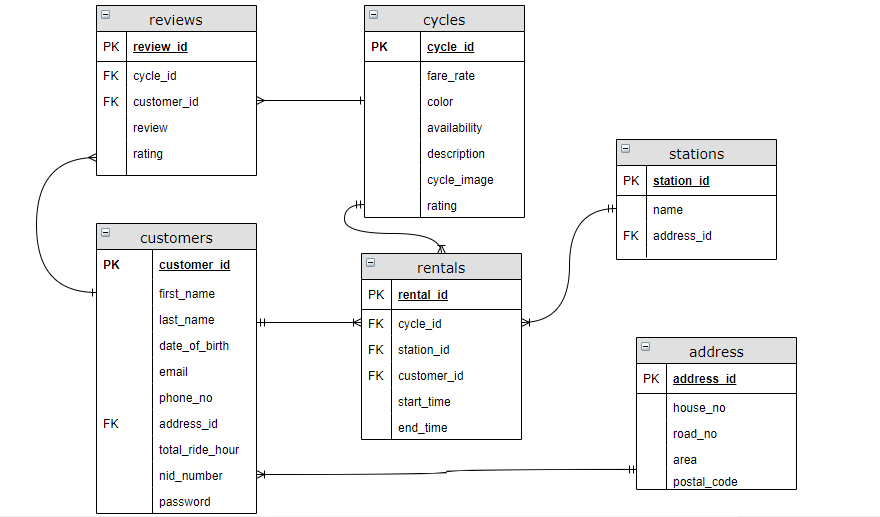 reviews
PK review_id
FK cycle_id
FK customer_id
review
rating
cycles
PK cycle_id
fare_rate
color
availability
description
cycle_image
rating
stations
PK station_id
name
FK address_id
customers
PK customer_id
first_name
last_name
date_of_birth
email
phone_no
FK address_id
total_ride_hour
nid_number
password
rentals
PK rental_id
FK cycle_id
FK station_id
FK customer_id
start_time
end_time
address
PK address_id
house_no
road_no
area
postal_code